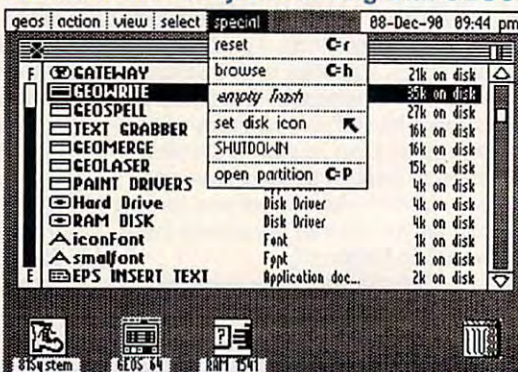 geos action view select special 08-Dec-90 09:44 pm
reset C=r
browse C=h
empty trash
set disk icon
SHUTDOWN
open partition C=P
F GATEWAY 21k on disk
GEOWRITE 35k on disk
GEOSPELL 27k on disk
TEXT GRABBER 16k on disk
GEOMERGE 16k on disk
GEOLASER 15k on disk
PAINT DRIVERS 4k on disk
Hard Drive Disk Driver 4k on disk
RAM DISK Disk Driver 4k on disk
iconFont Font 1k on disk
smalfont Font 1k on disk
E EPS INSERT TEXT Application doc... 2k on disk
81System GEOS 64 RAM 1541